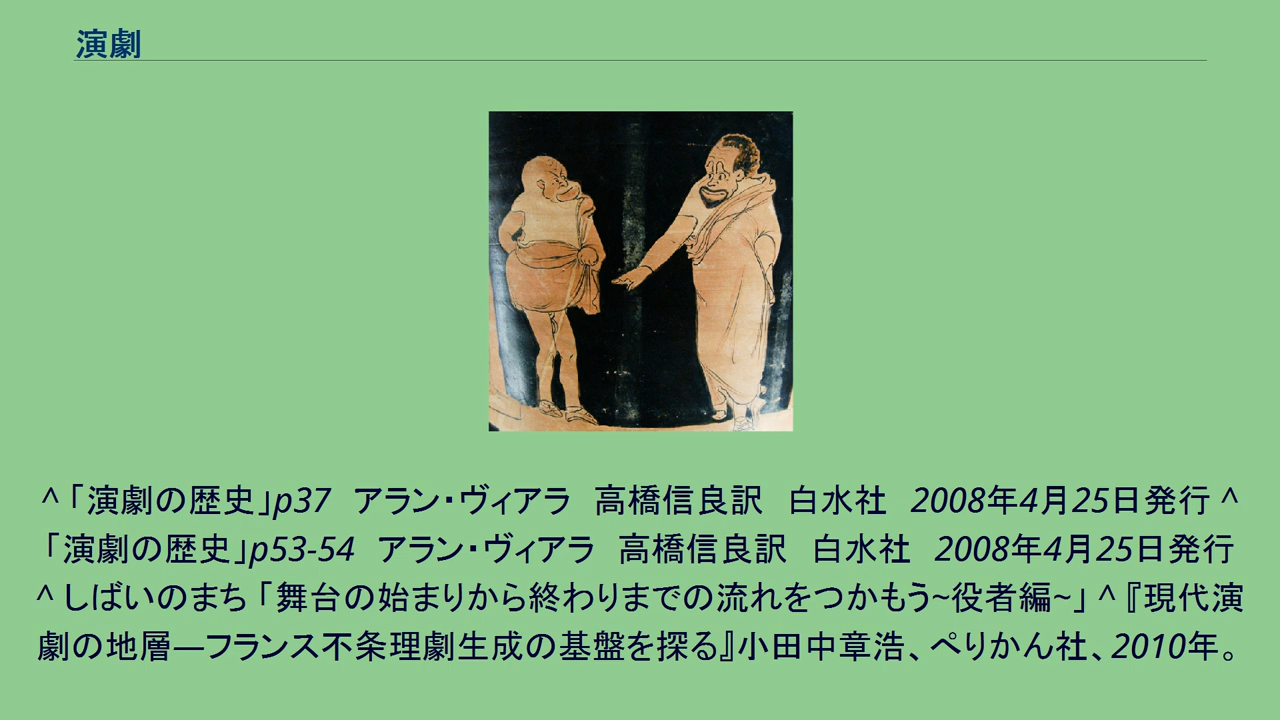 演劇
^ 「演劇の歴史」p37　アラン・ヴィアラ　高橋信良訳　白水社　2008年4月25日発行 ^
「演劇の歴史」p53-54　アラン・ヴィアラ　高橋信良訳　白水社　2008年4月25日発行
^ しばいのまち 「舞台の始まりから終わりまでの流れをつかもう~役者編~」 ^ 『現代演
劇の地層―フランス不条理劇生成の基盤を探る』小田中章浩、ぺりかん社、2010年。